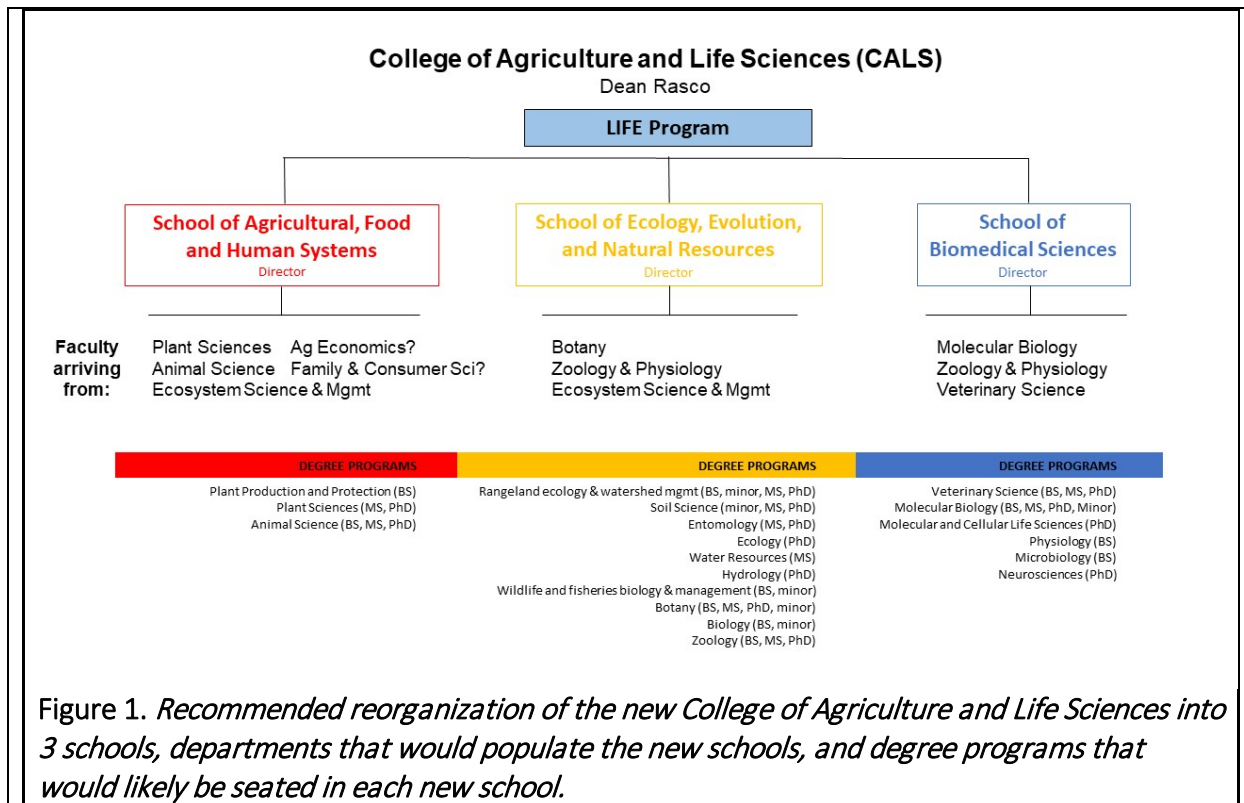 College of Agriculture and Life Sciences (CALS)
Dean Rasco
LIFE Program
School of Agricultural, Food
and Human Systems
Director
School of Ecology, Evolution,
and Natural Resources
Director
School of
Biomedical Sciences
Director
Faculty
arriving
from:
Plant Sciences Ag Economics?
Animal Science Family & Consumer Sci?
Ecosystem Science & Mgmt
Botany
Zoology & Physiology
Ecosystem Science & Mgmt
Molecular Biology
Zoology & Physiology
Veterinary Science
DEGREE PROGRAMS
Plant Production and Protection (BS)
Plant Sciences (MS, PhD)
Animal Science (BS, MS, PhD)
DEGREE PROGRAMS
Rangeland ecology & watershed mgmt (BS, minor, MS, PhD)
Soil Science (minor, MS, PhD)
Entomology (MS, PhD)
Ecology (PhD)
Water Resources (MS)
Hydrology (PhD)
Wildlife and fisheries biology & management (BS, minor)
Botany (BS, MS, PhD, minor)
Biology (BS, minor)
Zoology (BS, MS, PhD)
DEGREE PROGRAMS
Veterinary Science (BS, MS, PhD)
Molecular Biology (BS, MS, PhD, Minor)
Molecular and Cellular Life Sciences (PhD)
Physiology (BS)
Microbiology (BS)
Neurosciences (PhD)
Figure 1. Recommended reorganization of the new College of Agriculture and Life Sciences into
3 schools, departments that would populate the new schools, and degree programs that
would likely be seated in each new school.